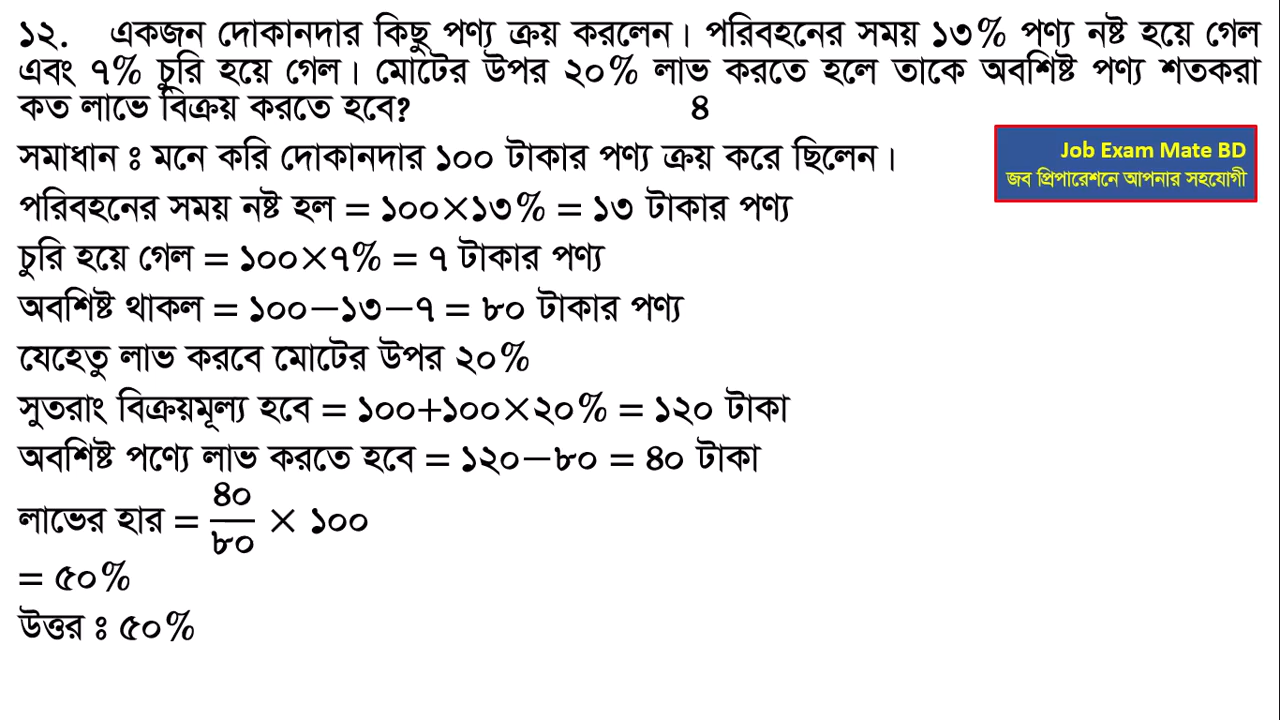 ১২. একজন দোকানদার কিছু পণ্য ক্রয় করলেন। পরিবহনের সময় ১৩% পণ্য নষ্ট হয়ে গেল
এবং ৭% চুরি হয়ে গেল। মোটের উপর ২০% লাভ করতে হলে তাকে অবশিষ্ট পণ্য শতকরা
কত লাভে বিক্রয় করতে হবে? ৪
Job Exam Mate BD
জব প্রিপারেশনে আপনার সহযোগী
সমাধান ঃ মনে করি দোকানদার ১০০ টাকার পণ্য ক্রয় করে ছিলেন।
পরিবহনের সময় নষ্ট হল = ১০০×১৩% = ১৩ টাকার পণ্য
চুরি হয়ে গেল = ১০০×৭% = ৭ টাকার পণ্য
অবশিষ্ট থাকল = ১০০−১৩−৭ = ৮০ টাকার পণ্য
যেহেতু লাভ করবে মোটের উপর ২০%
সুতরাং বিক্রয়মূল্য হবে = ১০০+১০০×২০% = ১২০ টাকা
অবশিষ্ট পণ্যে লাভ করতে হবে = ১২০−৮০ = ৪০ টাকা
লাভের হার = ৪০/৮০ × ১০০
= ৫০%
উত্তর ঃ ৫০%